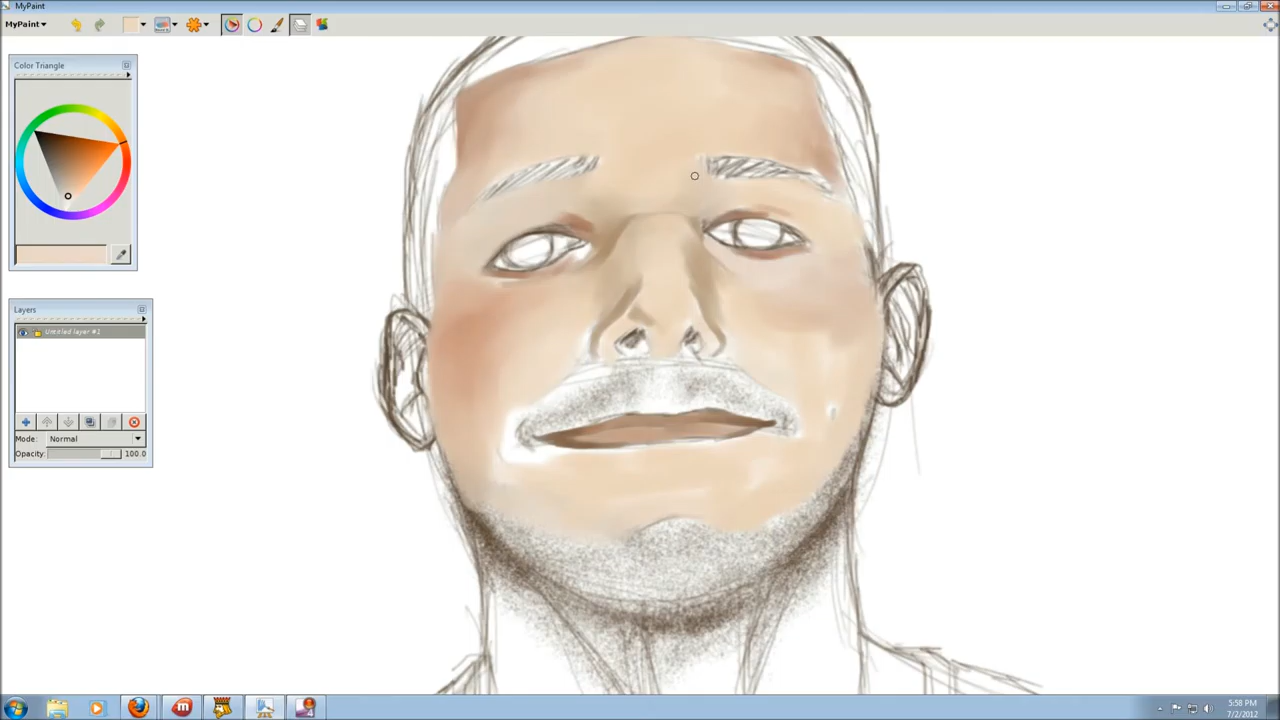 MyPaint
MyPaint
Color Triangle
Layers
Untitled layer #1
Mode: Normal
Opacity: 100.0
5:58 PM
7/2/2012